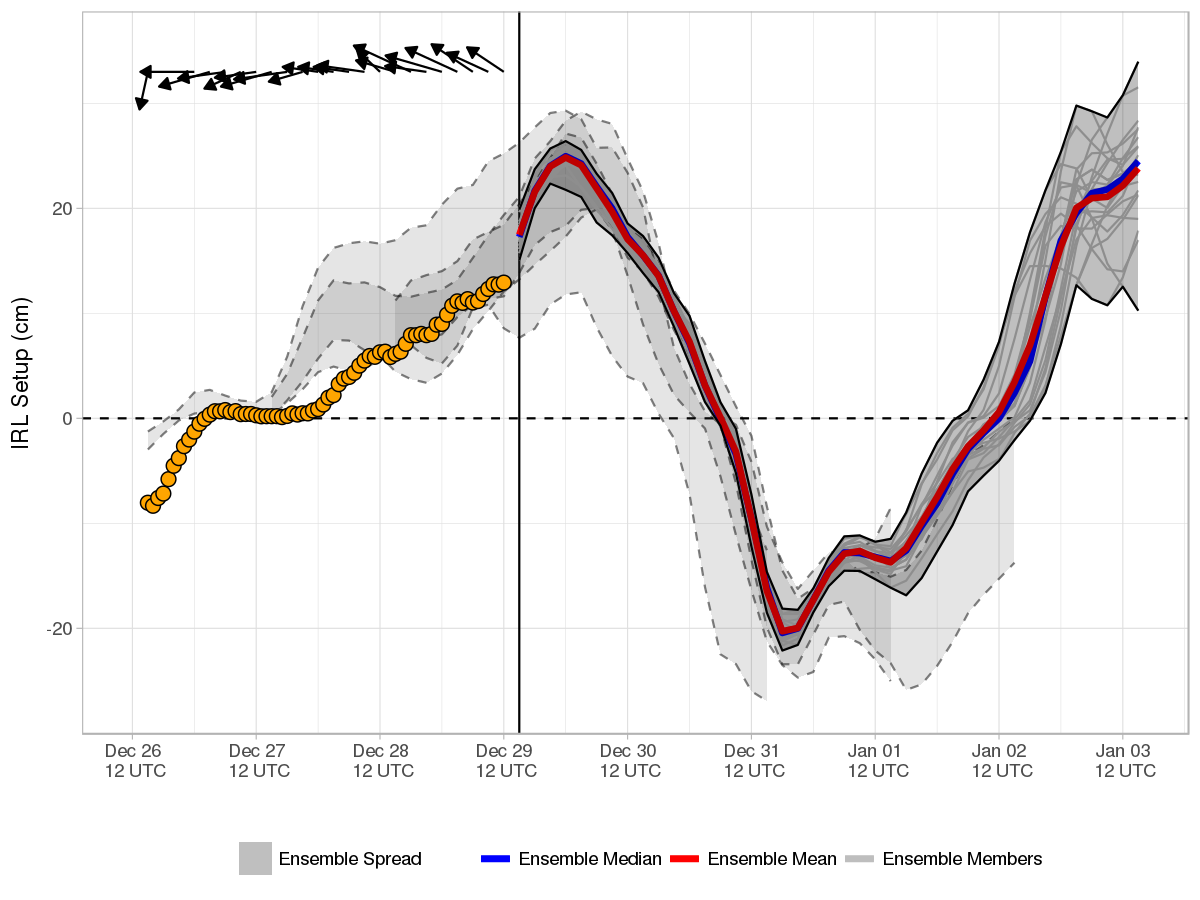 IRL Setup (cm)
20
0
-20
Dec 26
12 UTC
Dec 27
12 UTC
Dec 28
12 UTC
Dec 29
12 UTC
Dec 30
12 UTC
Dec 31
12 UTC
Jan 01
12 UTC
Jan 02
12 UTC
Jan 03
12 UTC
Ensemble Spread
Ensemble Median
Ensemble Mean
Ensemble Members